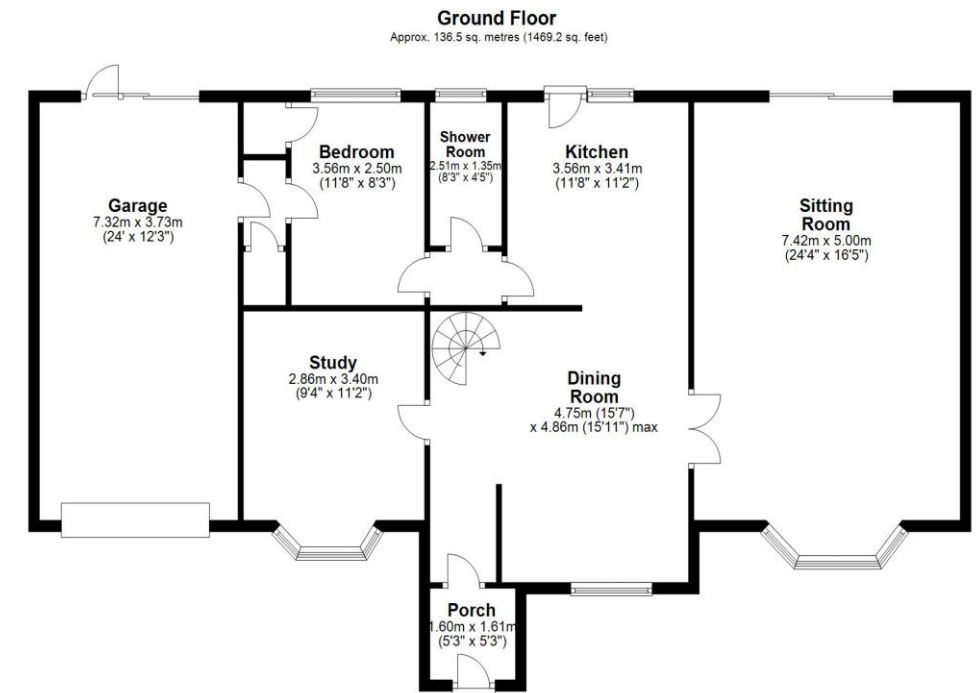 Ground Floor
Approx. 136.5 sq. metres (1469.2 sq. feet)
Garage
7.32m x 3.73m
(24' x 12'3")
Bedroom
3.56m x 2.50m
(11'8" x 8'3")
Shower
Room
2.51m x 1.35m
(8'3" x 4'5")
Kitchen
3.56m x 3.41m
(11'8" x 11'2")
Sitting
Room
7.42m x 5.00m
(24'4" x 16'5")
Study
2.86m x 3.40m
(9'4" x 11'2")
Dining
Room
4.75m (15'7")
x 4.86m (15'11") max
Porch
1.60m x 1.61m
(5'3" x 5'3")